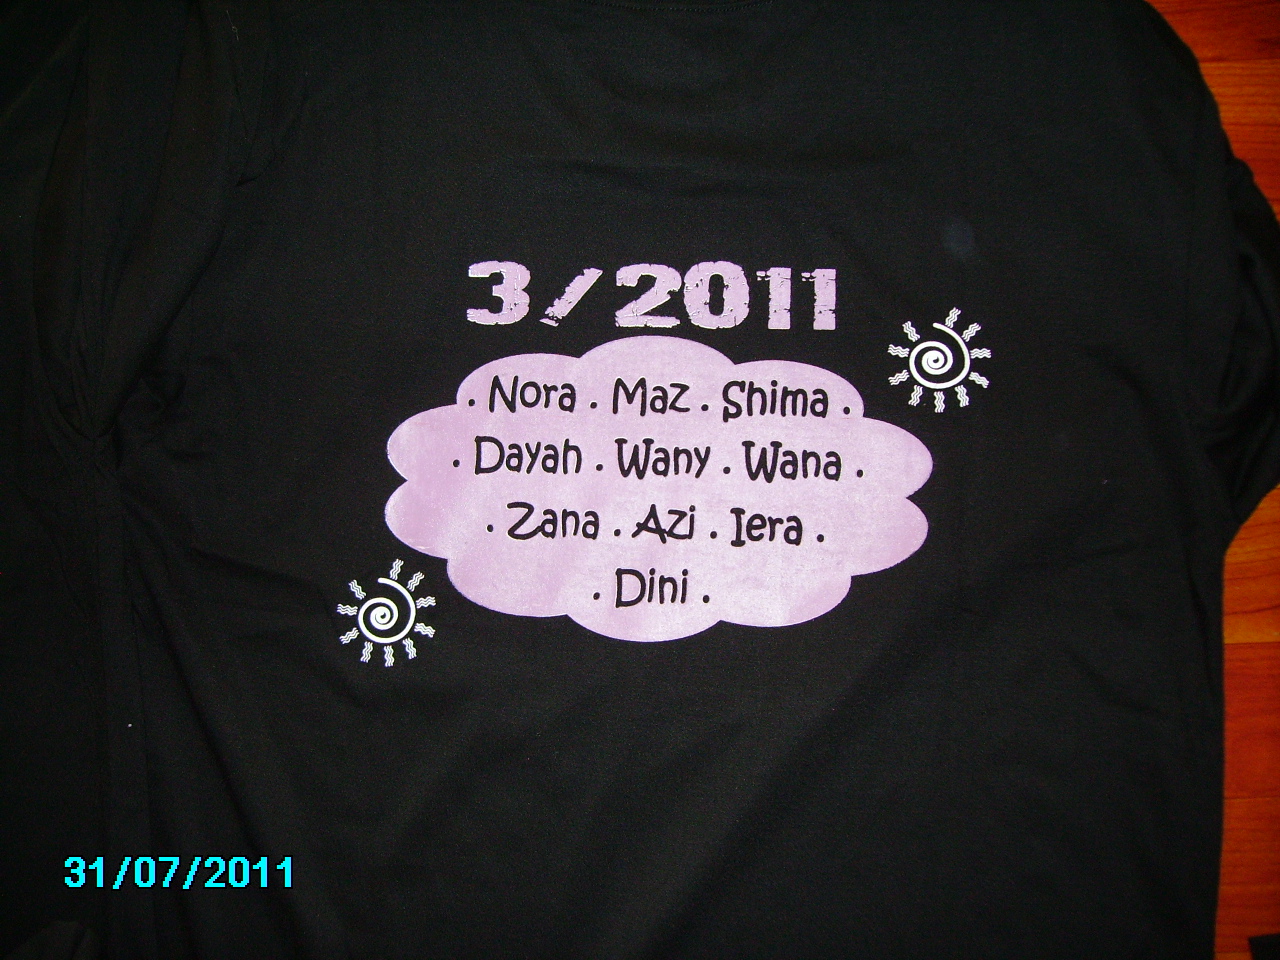 3/2011
. Nora . Maz . Shima .
. Dayah . Wany . Wana .
. Zana . Azi . Iera .
. Dini .
31/07/2011